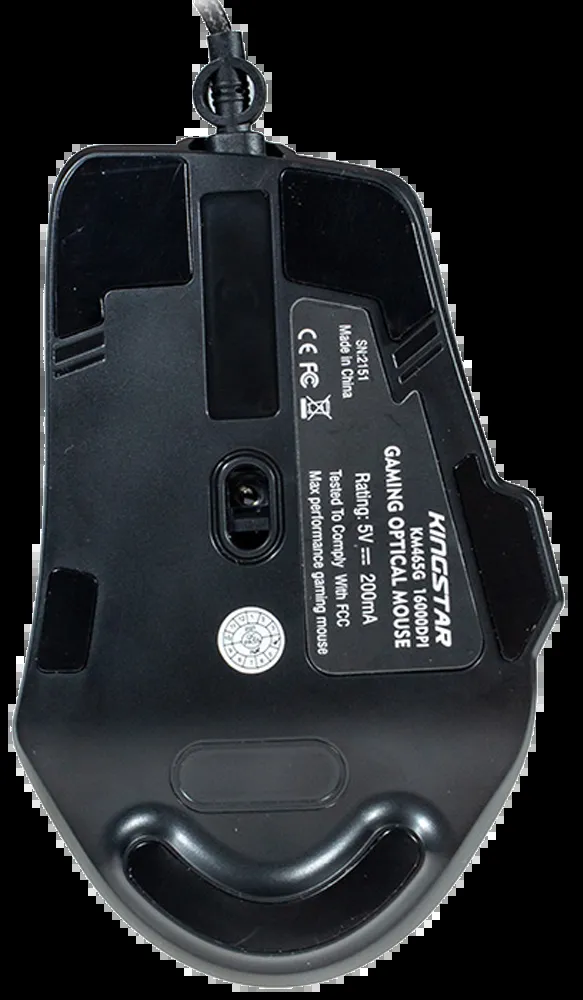 KINGSTAR
KM465G 16000DPI
GAMING OPTICAL MOUSE
Rating: 5V ⎓ 200mA
Tested To Comply With FCC
Max performance gaming mouse
SN:2151
Made In China
CE FC